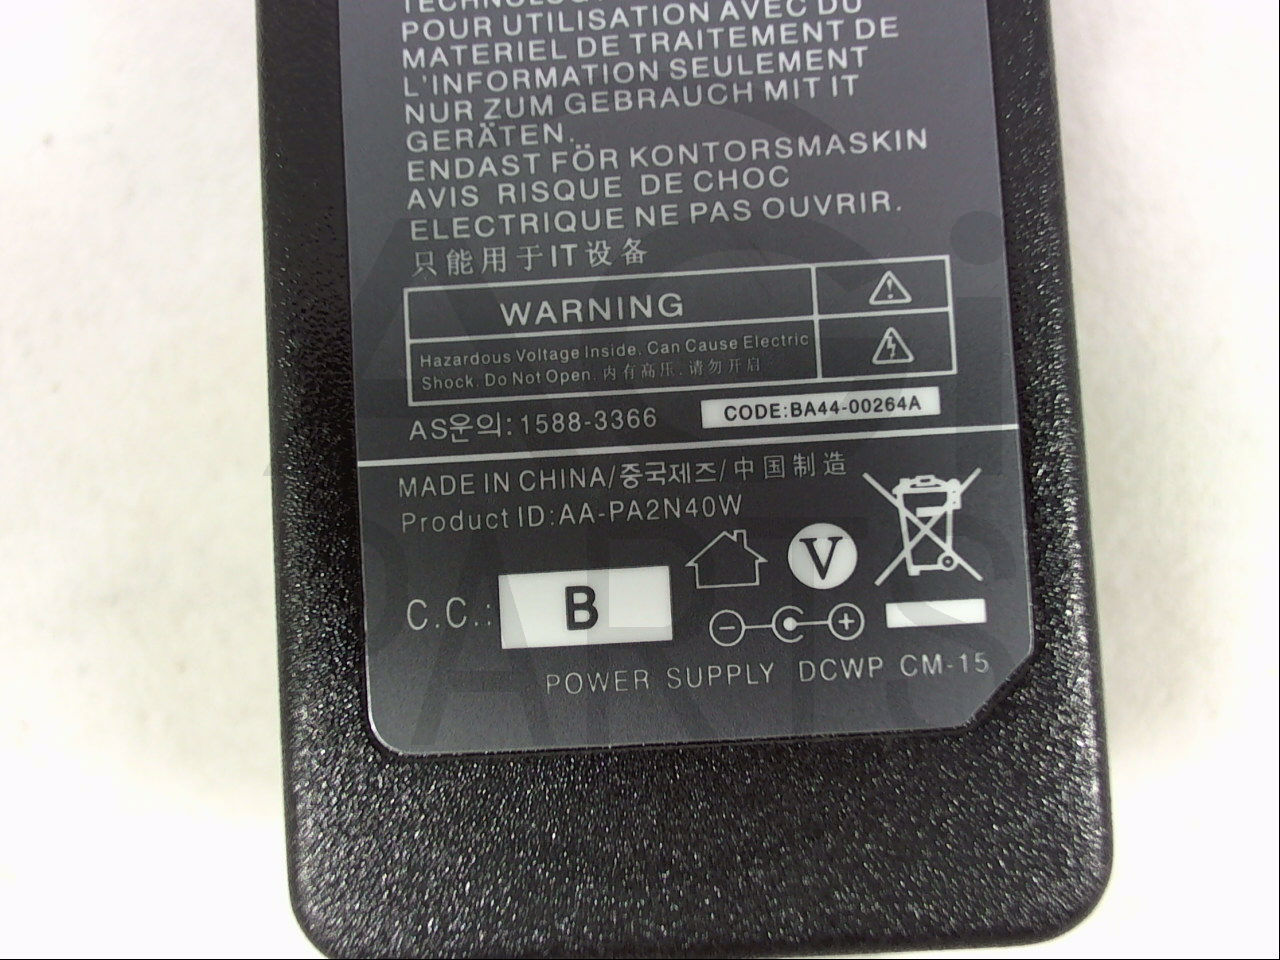 TECHNOLOG
POUR UTILISATION AVEC DU
MATERIEL DE TRAITEMENT DE
L'INFORMATION SEULEMENT
NUR ZUM GEBRAUCH MIT IT
GERÄTEN.
ENDAST FÖR KONTORSMASKIN
AVIS RISQUE DE CHOC
ELECTRIQUE NE PAS OUVRIR.
只能用于IT设备
WARNING
Hazardous Voltage Inside. Can Cause Electric
Shock. Do Not Open. 内有高压. 请勿开启
AS운의: 1588-3366
CODE:BA44-00264A
MADE IN CHINA/중국제즈/中国制造
Product ID:AA-PA2N40W
V
C.C.: B
POWER SUPPLY DCWP CM-15